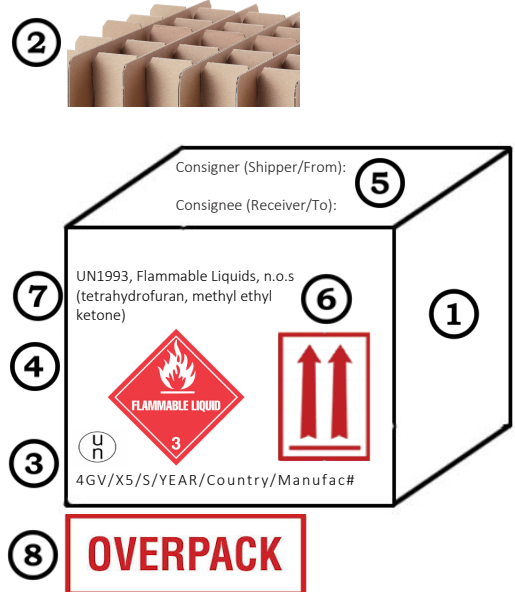 2
Consigner (Shipper/From):
5
Consignee (Receiver/To):
7
UN1993, Flammable Liquids, n.o.s
(tetrahydrofuran, methyl ethyl
ketone)
6
1
4
FLAMMABLE LIQUID
3
u
n
3
4GV/X5/S/YEAR/Country/Manufac#
8
OVERPACK